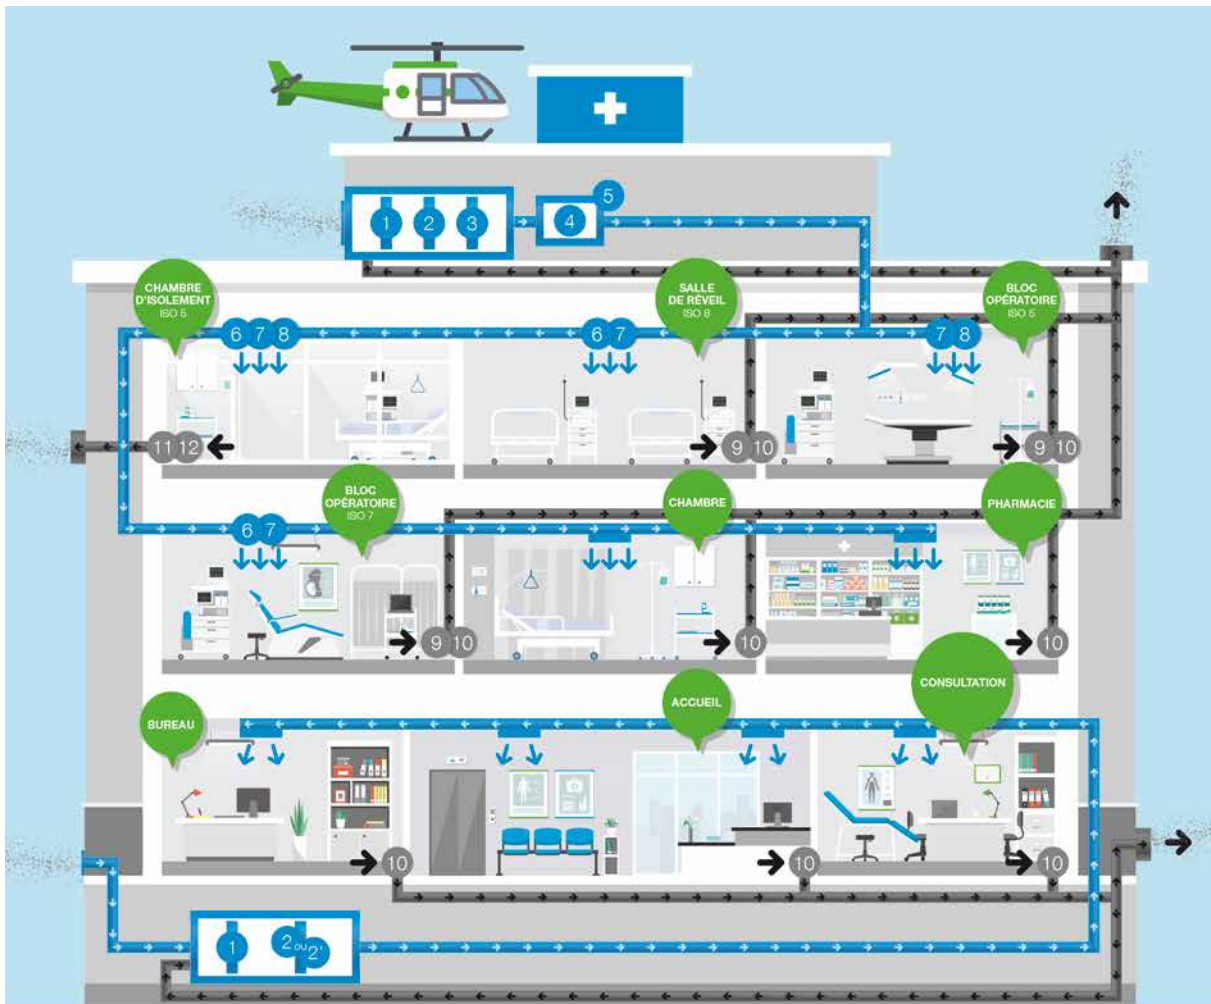 1
2
3
4
5
CHAMBRE
D'ISOLEMENT
ISO 5
SALLE
DE RÉVEIL
ISO 8
BLOC
OPÉRATOIRE
ISO 5
6 7 8
6 7
7 8
11 12
9 10
9 10
BLOC
OPÉRATOIRE
ISO 7
CHAMBRE
PHARMACIE
6 7
9 10
10
10
BUREAU
ACCUEIL
CONSULTATION
10
10
10
1
2 ou 2'